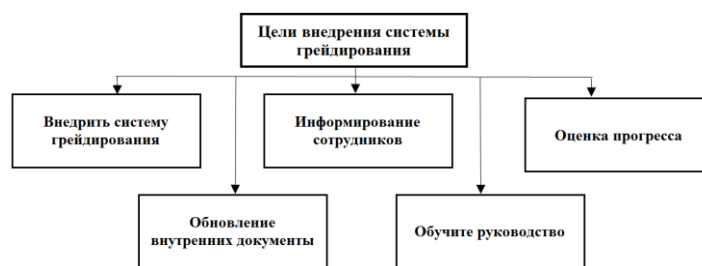 Цели внедрения системы
грейдирования
Внедрить систему
грейдирования
Информирование
сотрудников
Оценка прогресса
Обновление
внутренних документы
Обучите руководство